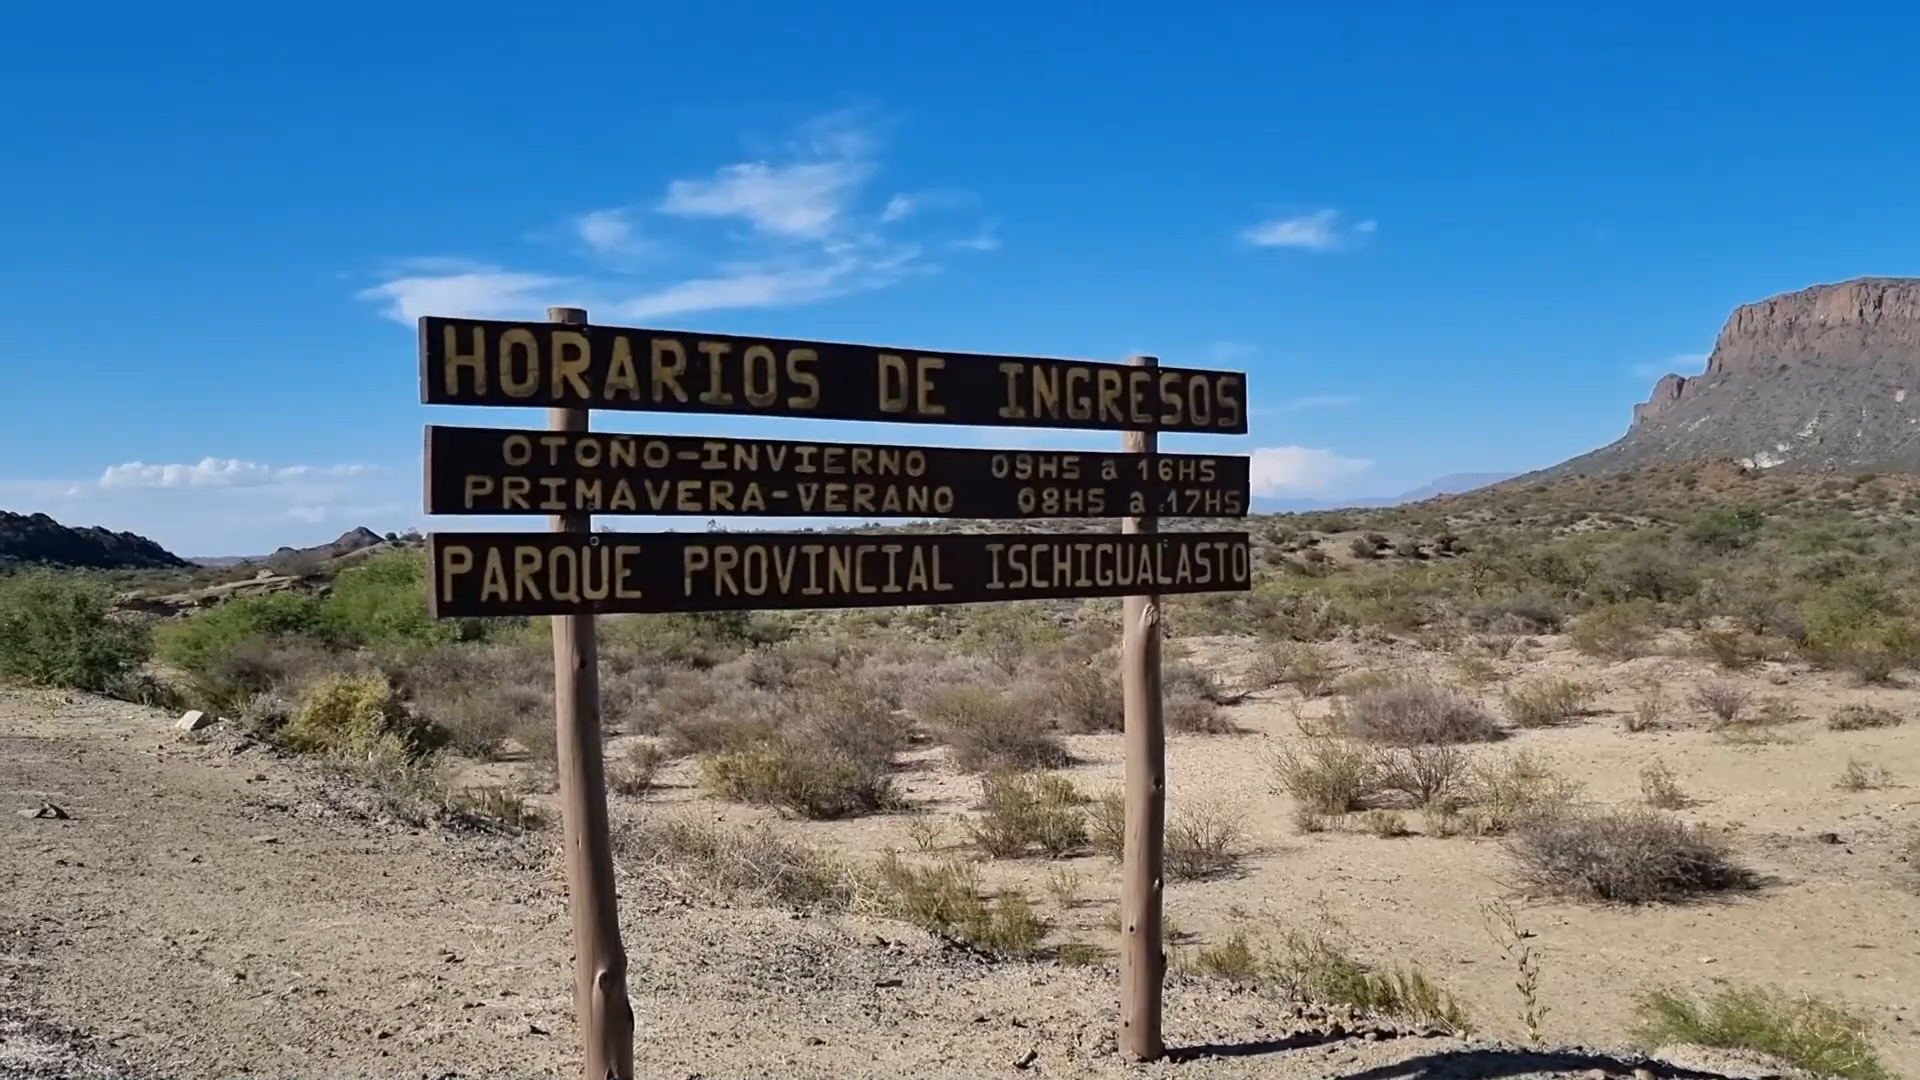 HORARIOS DE INGRESOS
OTOÑO-INVIERNO 09HS a 16HS
PRIMAVERA-VERANO 08HS a 17HS
PARQUE PROVINCIAL ISCHIGUALASTO